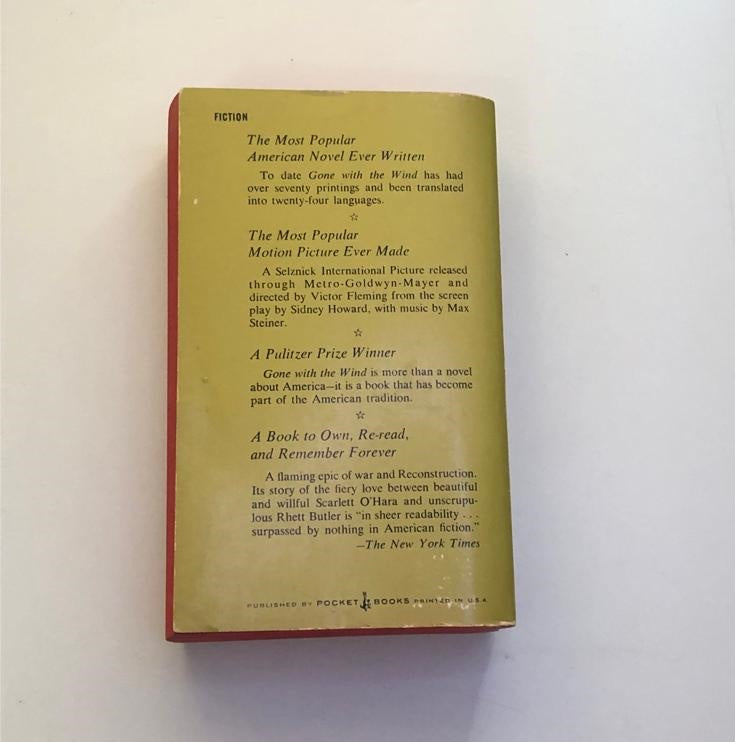 FICTION
The Most Popular
American Novel Ever Written
To date Gone with the Wind has had
over seventy printings and been translated
into twenty-four languages.
☆
The Most Popular
Motion Picture Ever Made
A Selznick International Picture released
through Metro-Goldwyn-Mayer and
directed by Victor Fleming from the screen
play by Sidney Howard, with music by Max
Steiner.
☆
A Pulitzer Prize Winner
Gone with the Wind is more than a novel
about America—it is a book that has become
part of the American tradition.
☆
A Book to Own, Re-read,
and Remember Forever
A flaming epic of war and Reconstruction.
Its story of the fiery love between beautiful
and willful Scarlett O'Hara and unscrupu-
lous Rhett Butler is "in sheer readability . . .
surpassed by nothing in American fiction."
—The New York Times
PUBLISHED BY POCKET BOOKS PRINTED IN U.S.A.